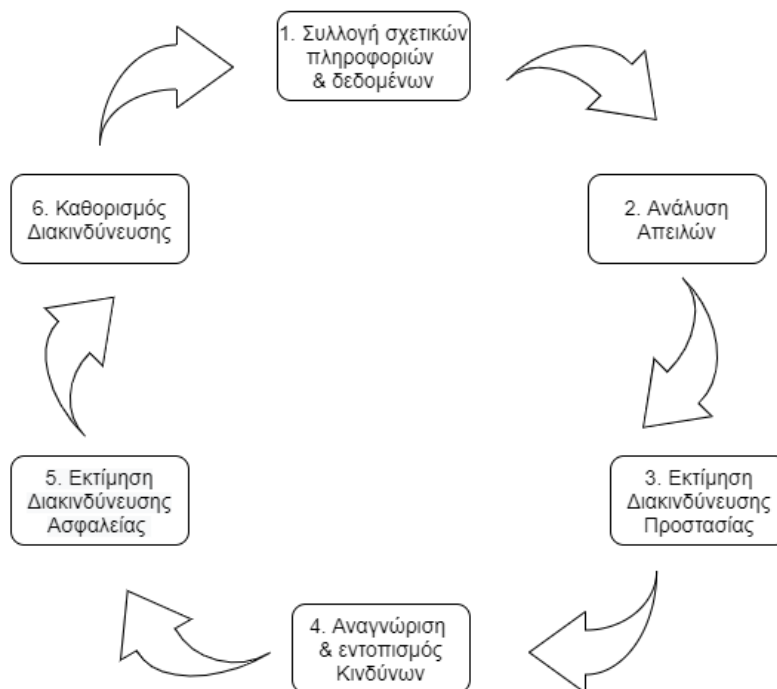 1. Συλλογή σχετικών
πληροφοριών
& δεδομένων
2. Ανάλυση
Απειλών
3. Εκτίμηση
Διακινδύνευσης
Προστασίας
4. Αναγνώριση
& εντοπισμός
Κινδύνων
5. Εκτίμηση
Διακινδύνευσης
Ασφαλείας
6. Καθορισμός
Διακινδύνευσης